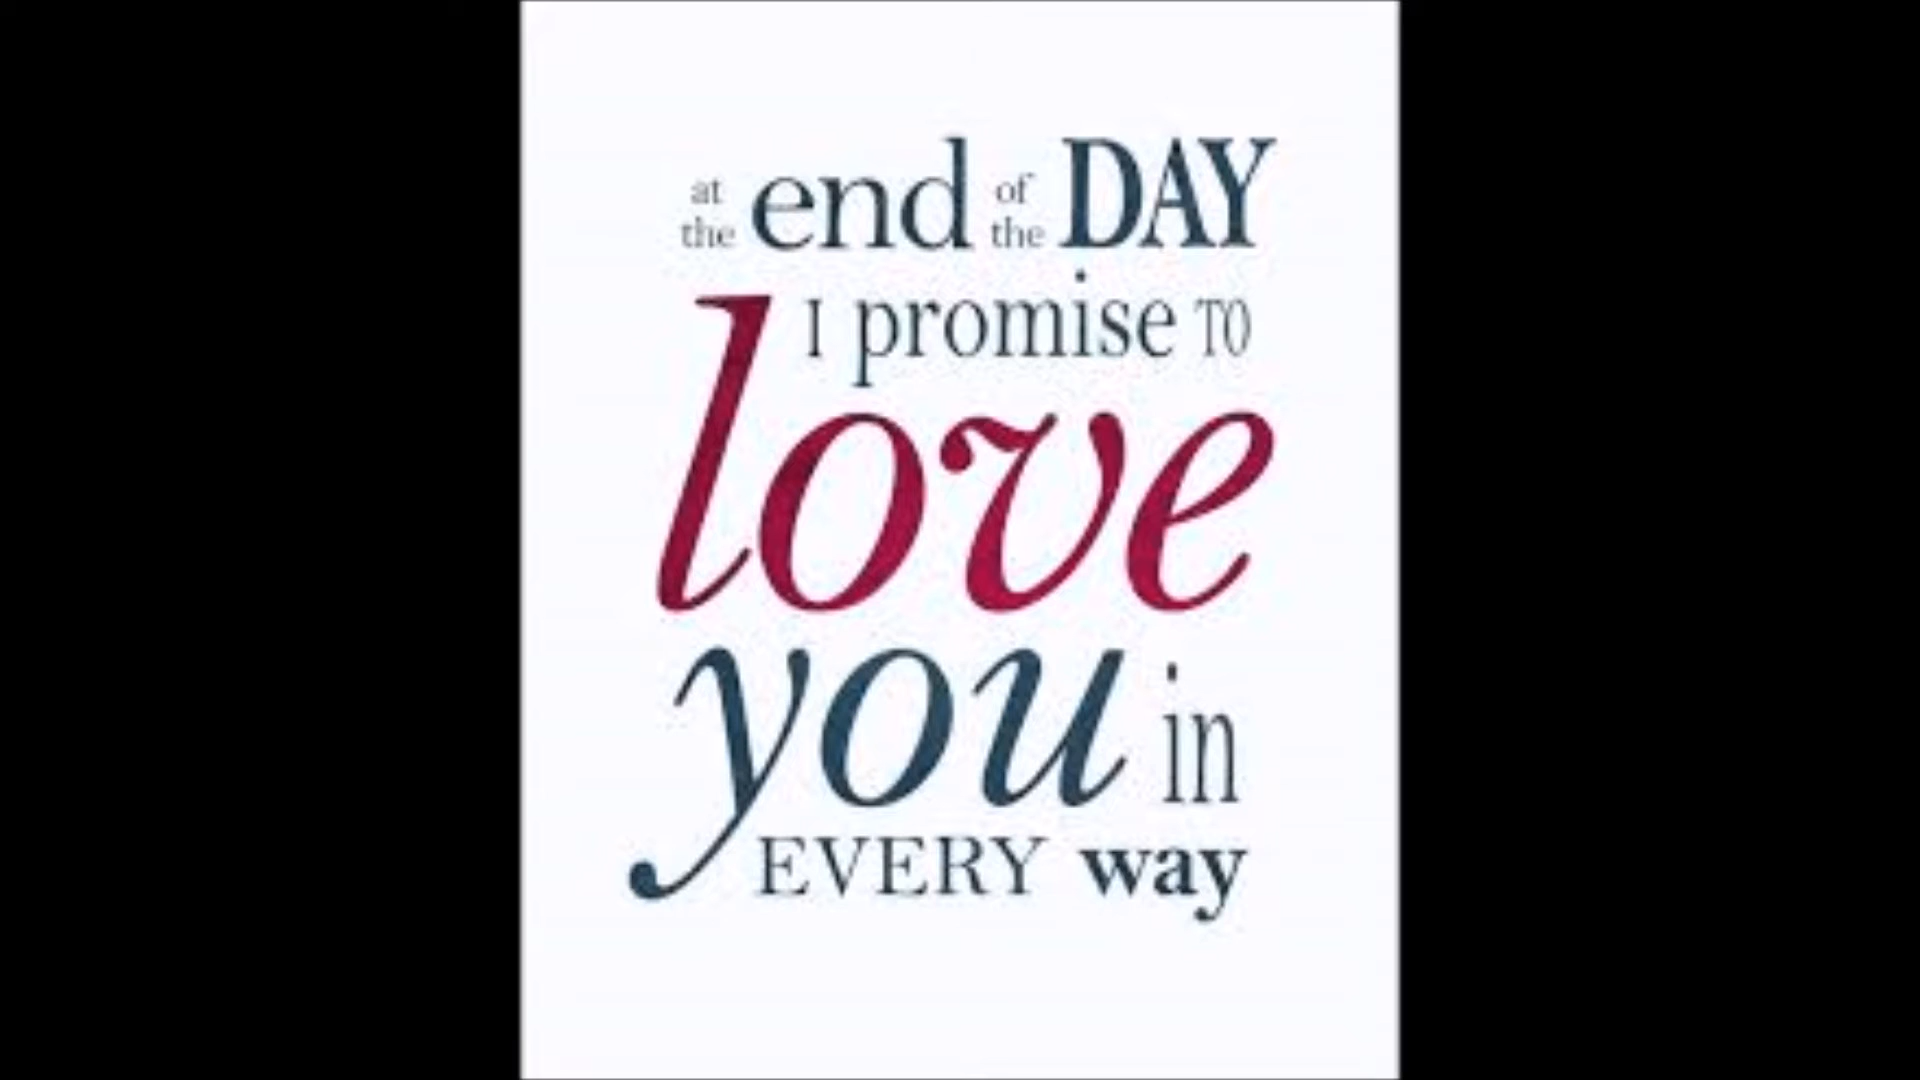 at the end of the DAY
I promise TO
love
you in
EVERY way